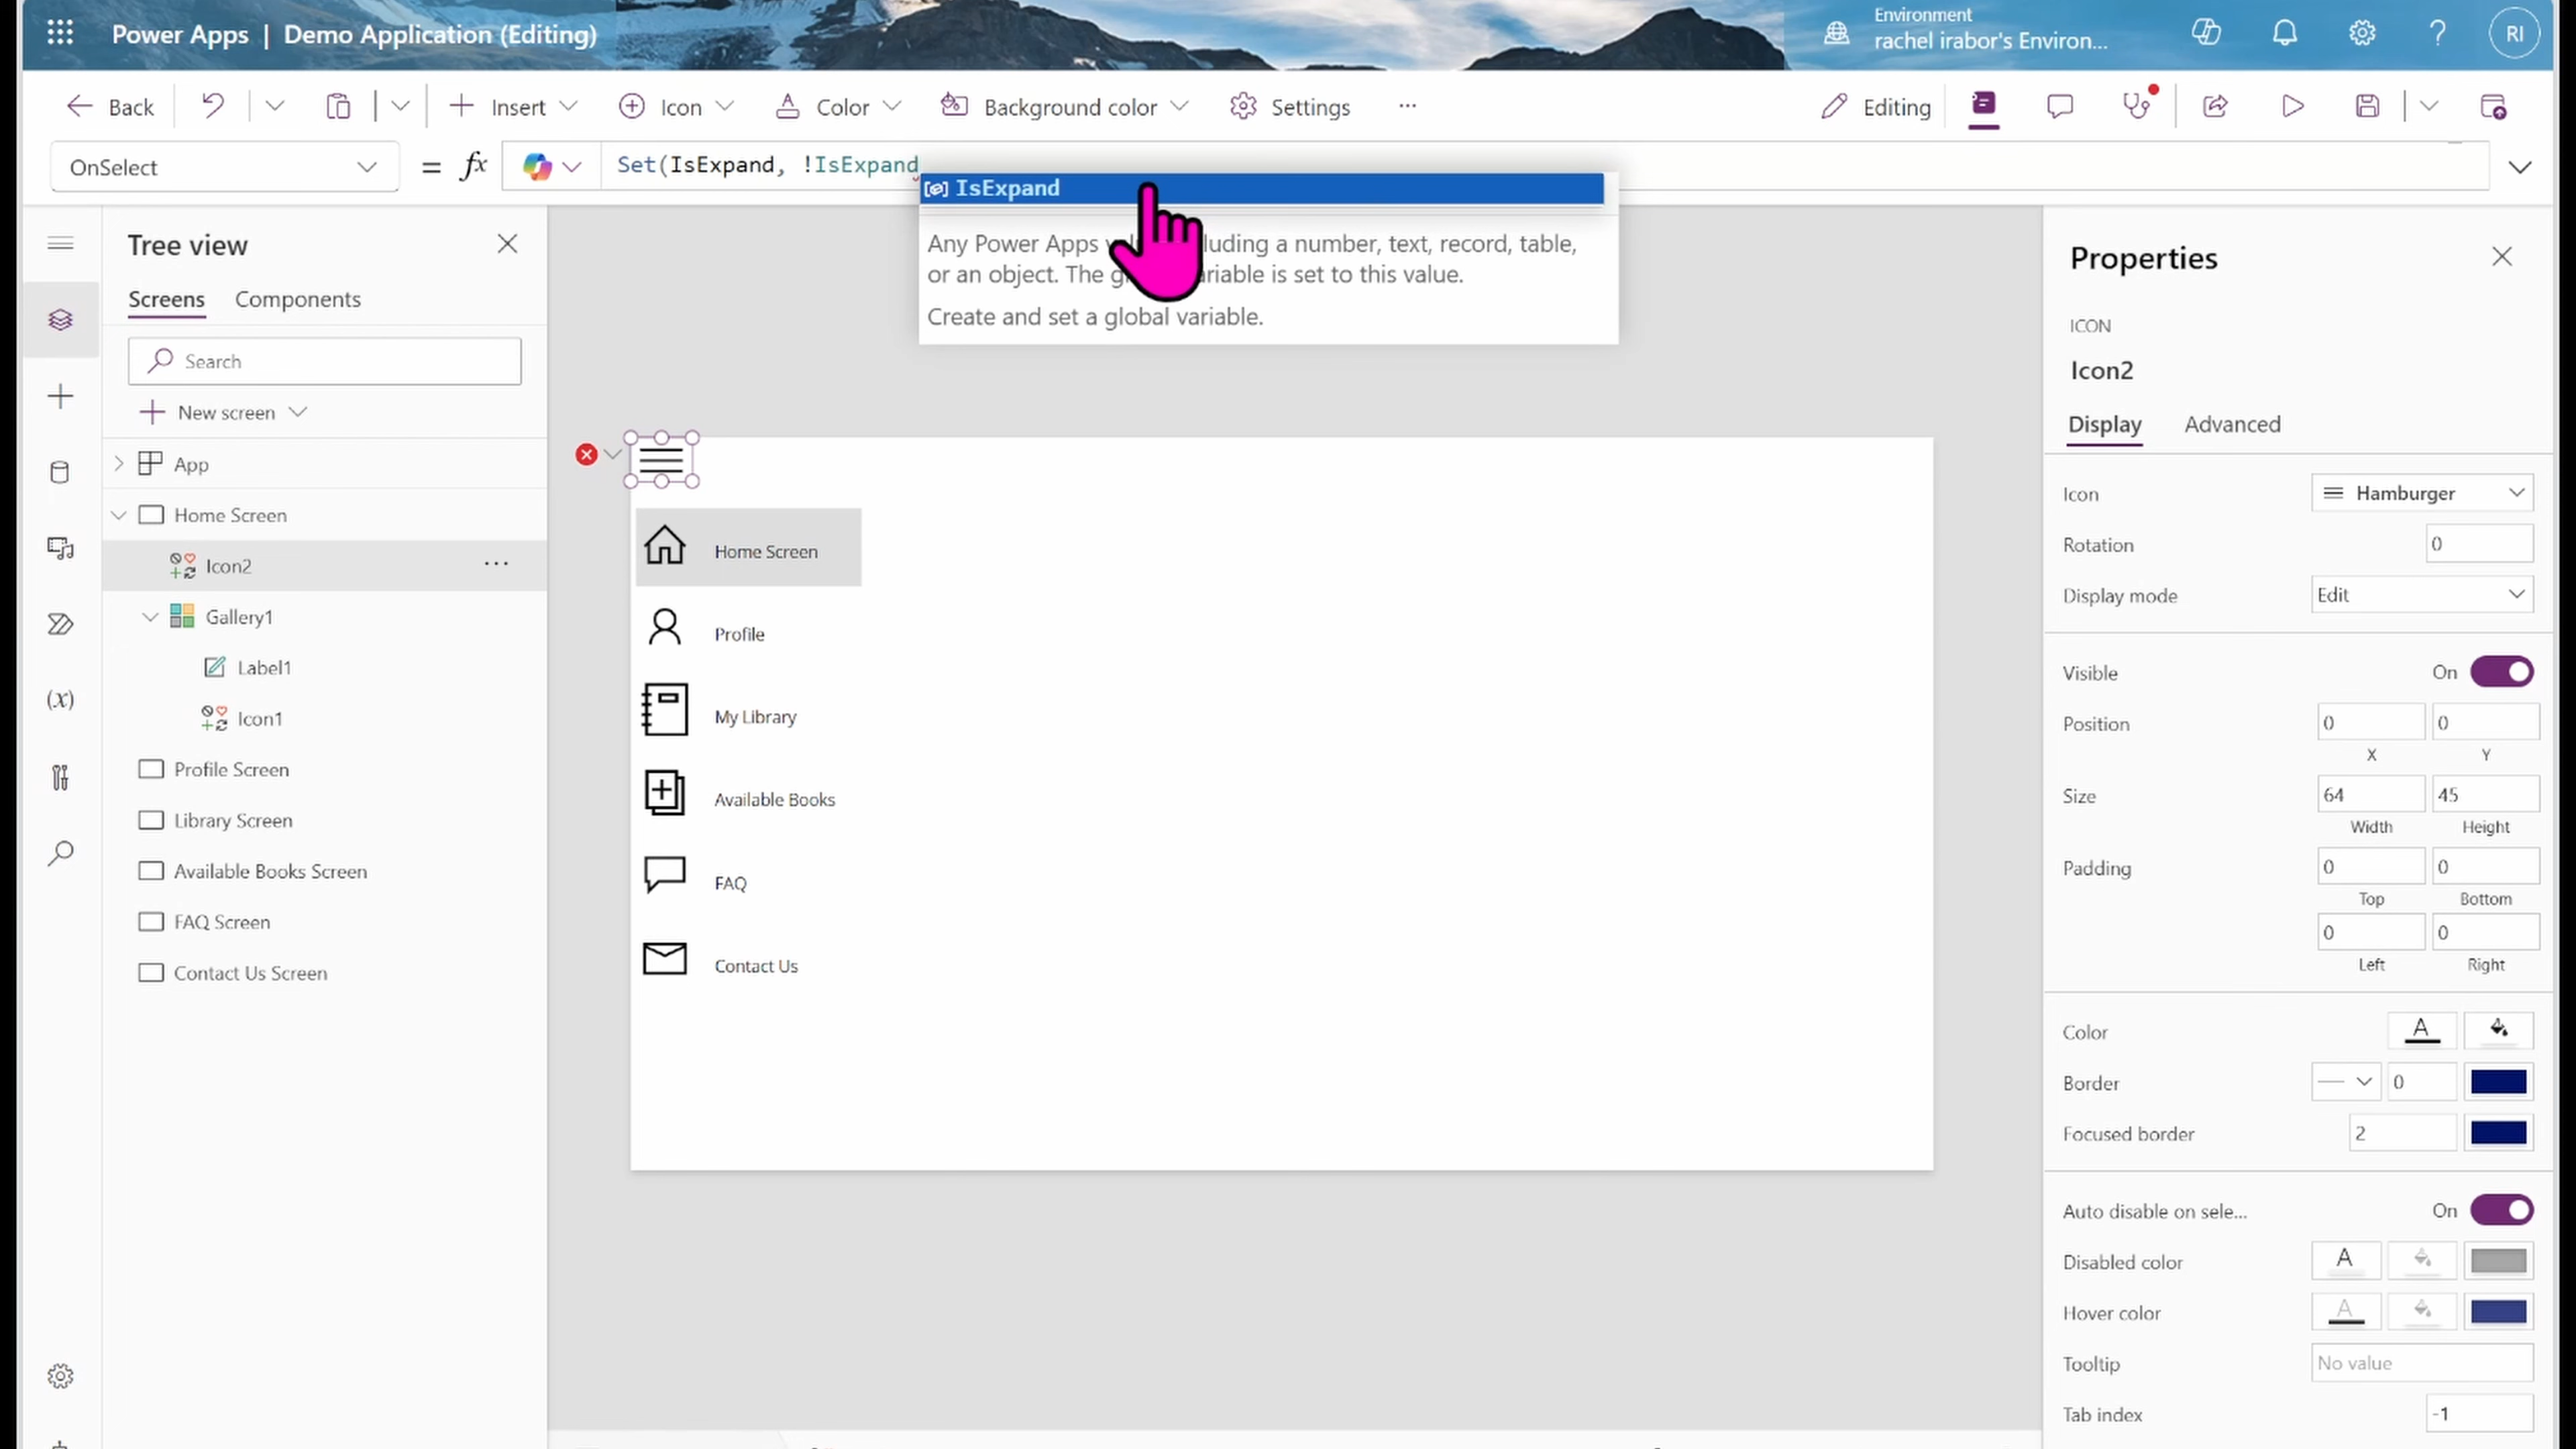 Power Apps | Demo Application (Editing)
Environment
rachel irabor's Environ...
RI
Back
Insert
Icon
Color
Background color
Settings
...
Editing
OnSelect
= fx
Set(IsExpand, !IsExpand
IsExpand
Any Power Apps luding a number, text, record, table,
or an object. The riable is set to this value.
Create and set a global variable.
Tree view
Screens
Components
Search
New screen
App
Home Screen
Icon2
...
Gallery1
Label1
Icon1
Profile Screen
Library Screen
Available Books Screen
FAQ Screen
Contact Us Screen
Home Screen
Profile
My Library
Available Books
FAQ
Contact Us
Properties
ICON
Icon2
Display
Advanced
Icon
Hamburger
Rotation
0
Display mode
Edit
Visible
On
Position
0
0
X
Y
Size
64
45
Width
Height
Padding
0
0
Top
Bottom
0
0
Left
Right
Color
Border
0
Focused border
2
Auto disable on sele...
On
Disabled color
Hover color
Tooltip
No value
Tab index
-1